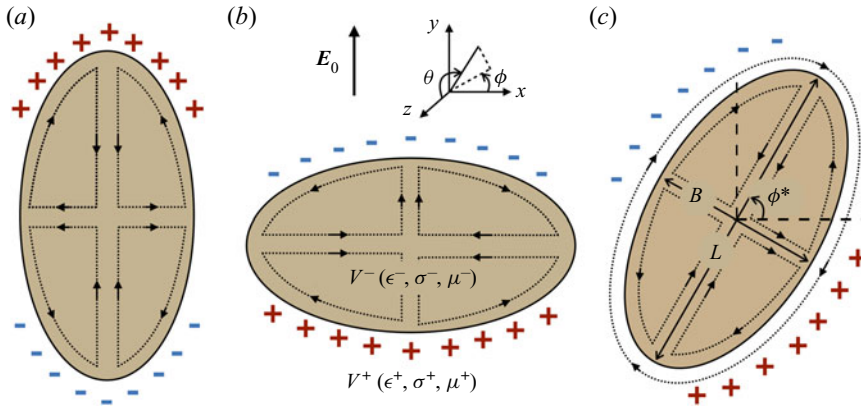 (a)
(b)
(c)
E₀
y
θ
ϕ
x
z
B
ϕ*
L
V⁻ (ϵ⁻, σ⁻, μ⁻)
V⁺ (ϵ⁺, σ⁺, μ⁺)